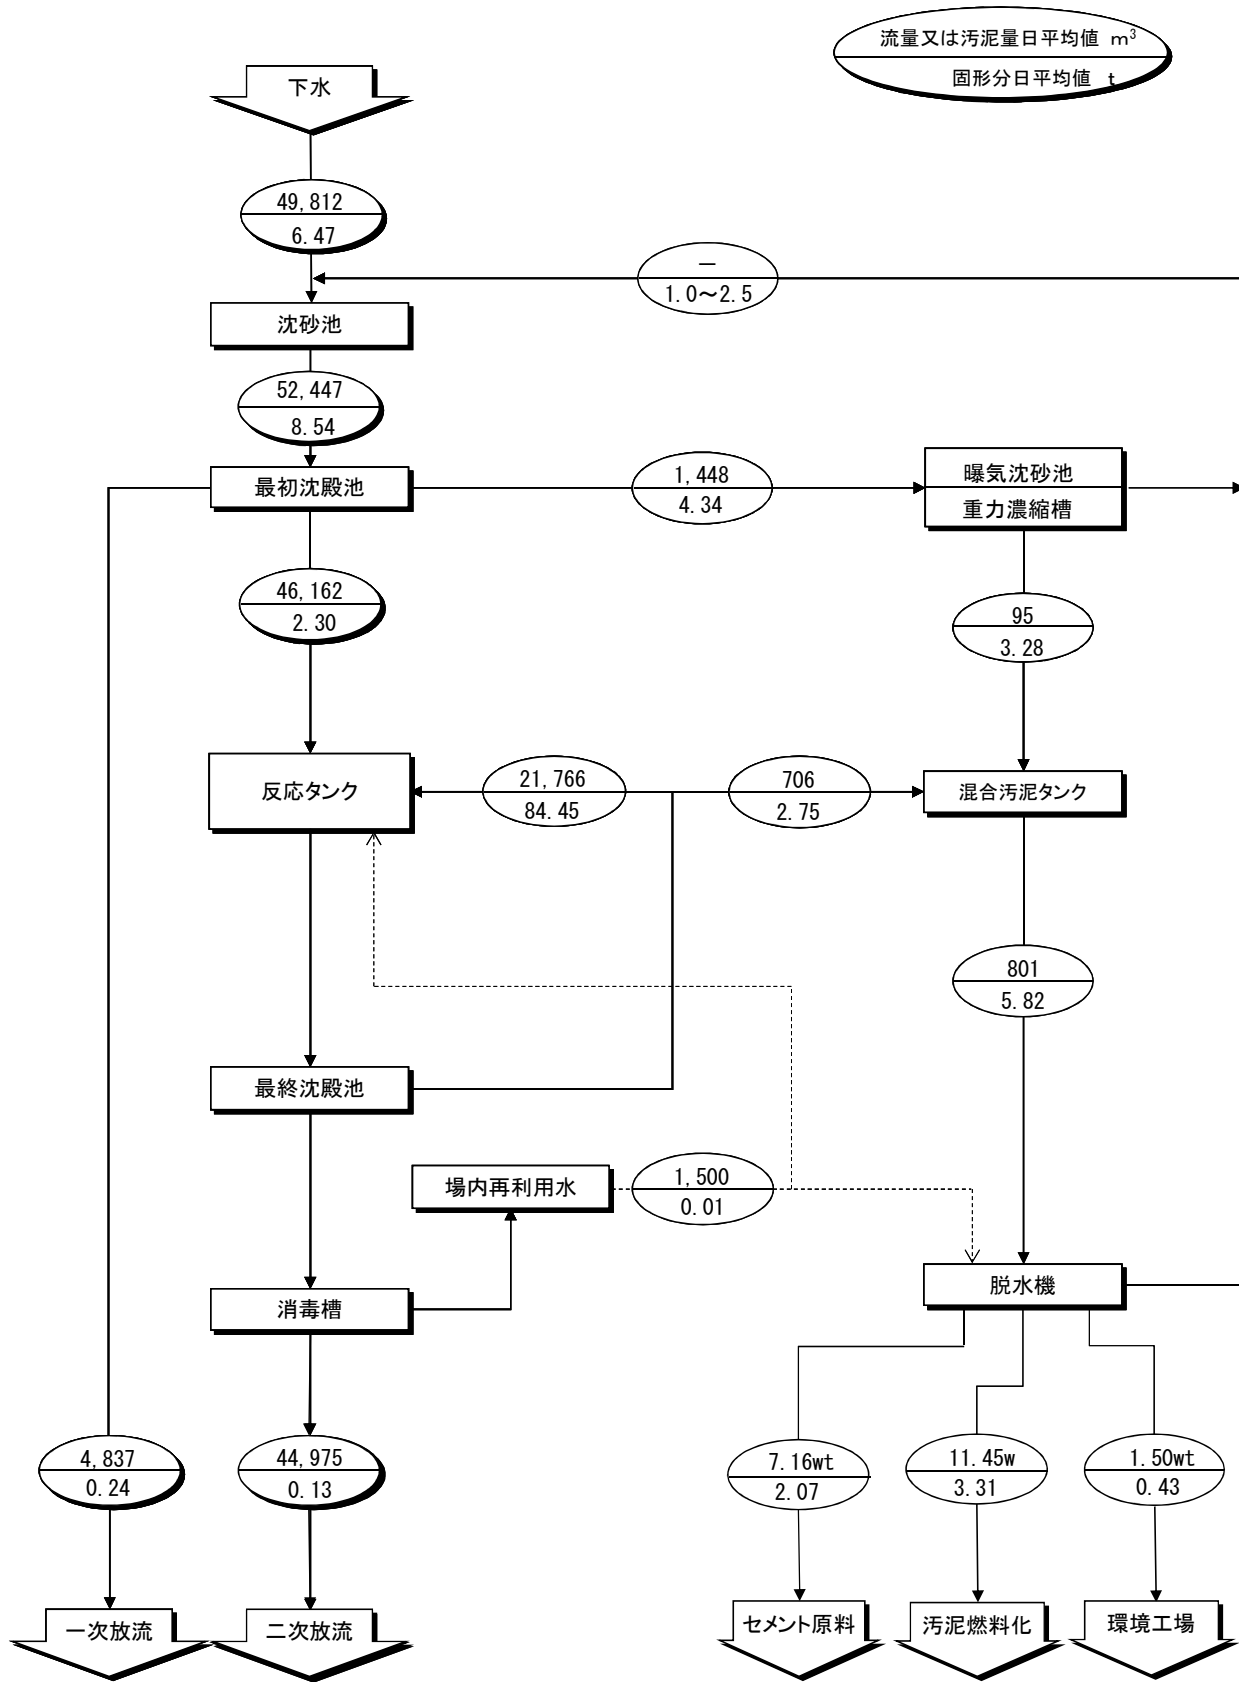 流量又は汚泥量日平均値 m³
固形分日平均値 t
下水
49,812
6.47
－
1.0～2.5
沈砂池
52,447
8.54
最初沈殿池
1,448
4.34
曝気沈砂池
重力濃縮槽
46,162
2.30
95
3.28
反応タンク
21,766
84.45
706
2.75
混合汚泥タンク
801
5.82
最終沈殿池
場内再利用水
1,500
0.01
消毒槽
脱水機
4,837
0.24
44,975
0.13
7.16wt
2.07
11.45w
3.31
1.50wt
0.43
一次放流
二次放流
セメント原料
汚泥燃料化
環境工場